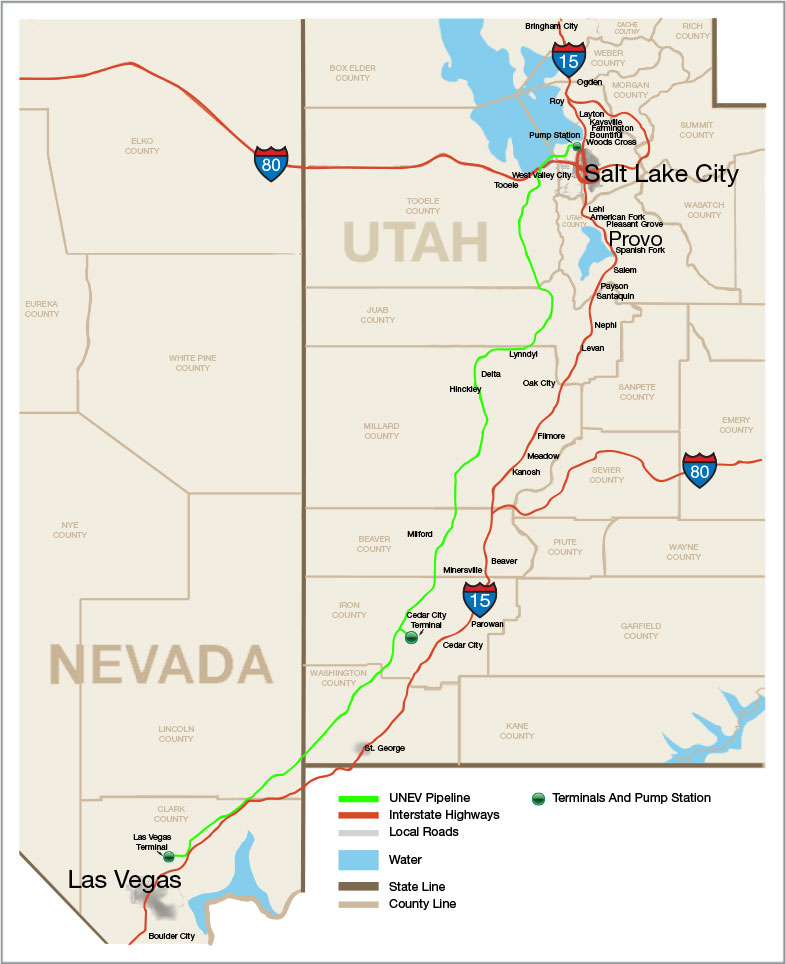 Bringham City
CACHE
COUTNY
RICH
COUNTY
15
WEBER
COUNTY
BOX ELDER
COUNTY
Ogden
MORGAN
COUNTY
Roy
Layton
Kaysville
Farmington
Bountiful
Woods Cross
Pump Station
SUMMIT
COUNTY
ELKO
COUNTY
80
West Valley City
Salt Lake City
Tooele
TOOELE
COUNTY
WASATCH
COUNTY
Lehi
American Fork
Pleasant Grove
UTAH
COUNTY
UTAH
Provo
Spanish Fork
Salem
Payson
Santaquin
EUREKA
COUNTY
JUAB
COUNTY
Nephi
Levan
Lynndyl
WHITE PINE
COUNTY
Delta
Hinckley
Oak City
SANPETE
COUNTY
MILLARD
COUNTY
EMERY
COUNTY
Filmore
Meadow
Kanosh
SEVIER
COUNTY
80
NYE
COUNTY
Milford
BEAVER
COUNTY
PIUTE
COUNTY
WAYNE
COUNTY
Beaver
Minersville
15
IRON
COUNTY
Cedar City
Terminal
Parowan
GARFIELD
COUNTY
Cedar City
NEVADA
WASHINGTON
COUNTY
LINCOLN
COUNTY
KANE
COUNTY
St. George
CLARK
COUNTY
Las Vegas
Terminal
Las Vegas
Boulder City
UNEV Pipeline
Terminals And Pump Station
Interstate Highways
Local Roads
Water
State Line
County Line